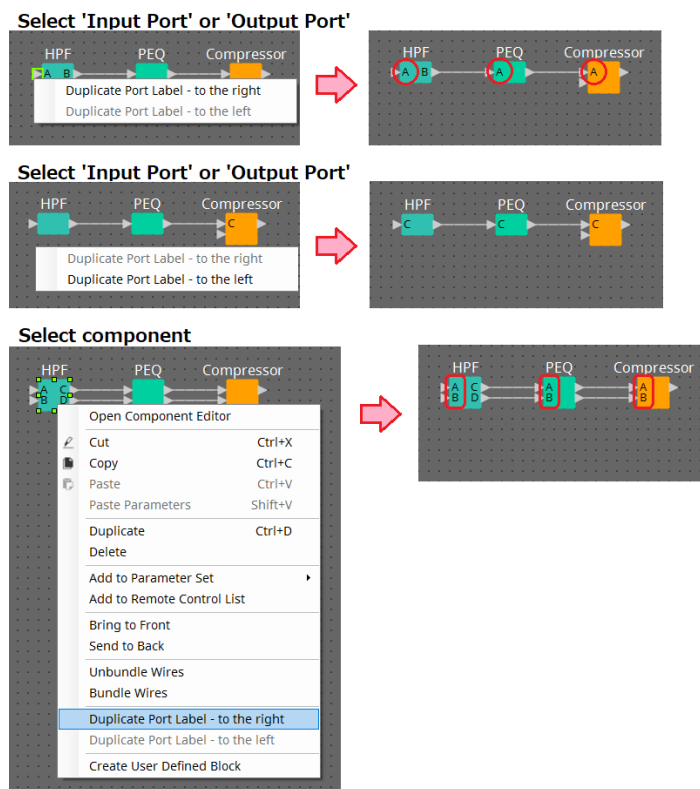 Select 'Input Port' or 'Output Port'
HPF PEQ Compressor
A B
Duplicate Port Label - to the right
Duplicate Port Label - to the left
HPF PEQ Compressor
A B A A
Select 'Input Port' or 'Output Port'
HPF PEQ Compressor
C
Duplicate Port Label - to the right
Duplicate Port Label - to the left
HPF PEQ Compressor
C C C
Select component
HPF PEQ Compressor
A C
B D
Open Component Editor
Cut Ctrl+X
Copy Ctrl+C
Paste Ctrl+V
Paste Parameters Shift+V
Duplicate Ctrl+D
Delete
Add to Parameter Set
Add to Remote Control List
Bring to Front
Send to Back
Unbundle Wires
Bundle Wires
Duplicate Port Label - to the right
Duplicate Port Label - to the left
Create User Defined Block
HPF PEQ Compressor
A C A A
B D B B